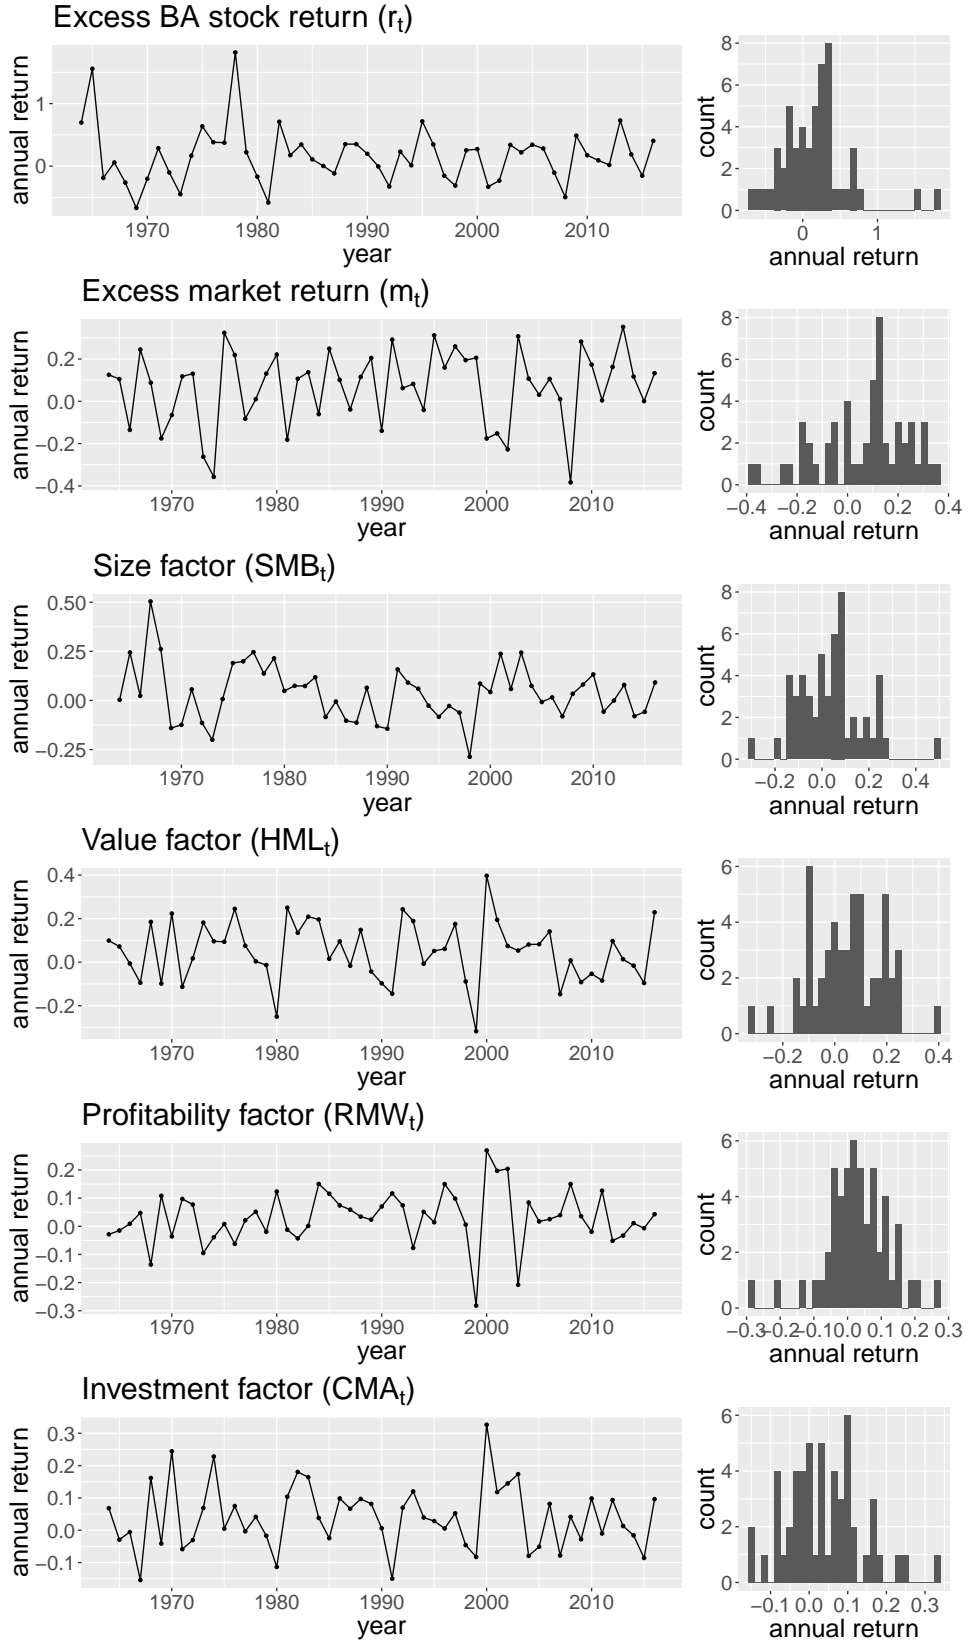 Excess BA stock return (rt)
annual return
1
0
1970 1980 1990 2000 2010
year
count
8
6
4
2
0
0 1
annual return
Excess market return (mt)
annual return
0.2
0.0
−0.2
−0.4
1970 1980 1990 2000 2010
year
count
8
6
4
2
0
−0.4 −0.2 0.0 0.2 0.4
annual return
Size factor (SMBt)
annual return
0.50
0.25
0.00
−0.25
1970 1980 1990 2000 2010
year
count
8
6
4
2
0
−0.2 0.0 0.2 0.4
annual return
Value factor (HMLt)
annual return
0.4
0.2
0.0
−0.2
1970 1980 1990 2000 2010
year
count
6
4
2
0
−0.2 0.0 0.2 0.4
annual return
Profitability factor (RMWt)
annual return
0.2
0.1
0.0
−0.1
−0.2
−0.3
1970 1980 1990 2000 2010
year
count
6
4
2
0
−0.3 −0.2 −0.1 0.0 0.1 0.2 0.3
annual return
Investment factor (CMAt)
annual return
0.3
0.2
0.1
0.0
−0.1
1970 1980 1990 2000 2010
year
count
6
4
2
0
−0.1 0.0 0.1 0.2 0.3
annual return